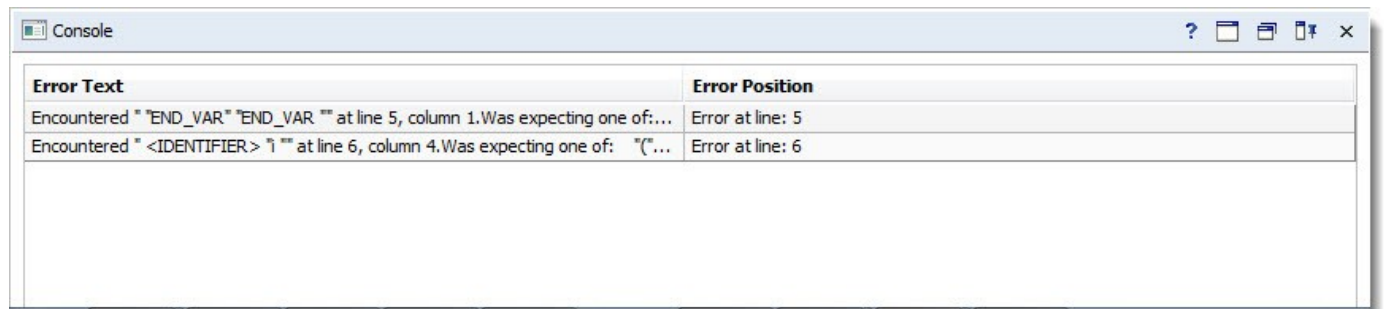 Console
?
Error Text Error Position
Encountered " "END_VAR" "END_VAR "" at line 5, column 1.Was expecting one of:... Error at line: 5
Encountered " <IDENTIFIER> "i "" at line 6, column 4.Was expecting one of: "("... Error at line: 6